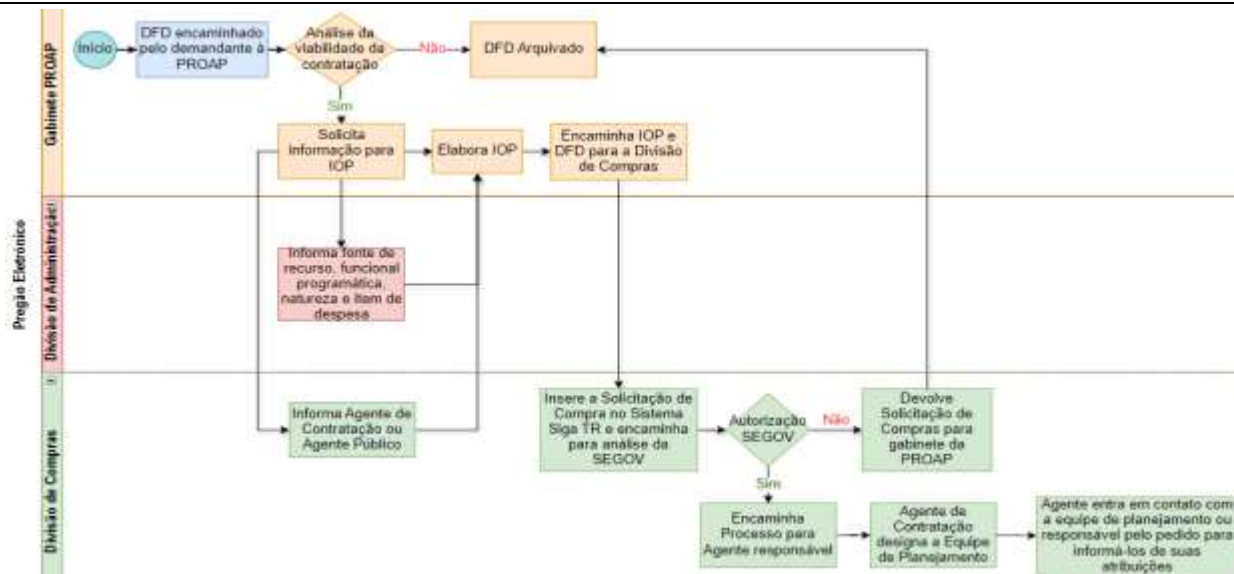 Pregão Eletrônico
Gabinete PROAP
Início
DFD encaminhado
pelo demandante à
PROAP
Análise da
viabilidade da
contratação
Não
DFD Arquivado
Sim
Solicita
Informação para
IOP
Elabora IOP
Encaminha IOP e
DFD para a Divisão
de Compras
Divisão de Administração
Informa fonte de
recurso, funcional
programática,
natureza e item de
despesa
Divisão de Compras
Informa Agente de
Contratação ou
Agente Público
Insere a Solicitação de
Compra no Sistema
Siga TR e encaminha
para análise da
SEGOV
Autorização
SEGOV
Não
Devolve
Solicitação de
Compras para
gabinete da
PROAP
Sim
Encaminha
Processo para
Agente responsável
Agente de
Contratação
designa a Equipe
de Planejamento
Agente entra em contato com
a equipe de planejamento ou
responsável pelo pedido para
informá-los de suas
atribuições